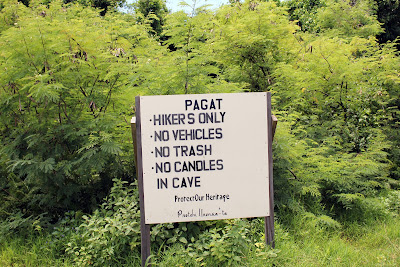 PAGAT
·HIKERS ONLY
·NO VEHICLES
·NO TRASH
·NO CANDLES
IN CAVE
Protect Our Heritage